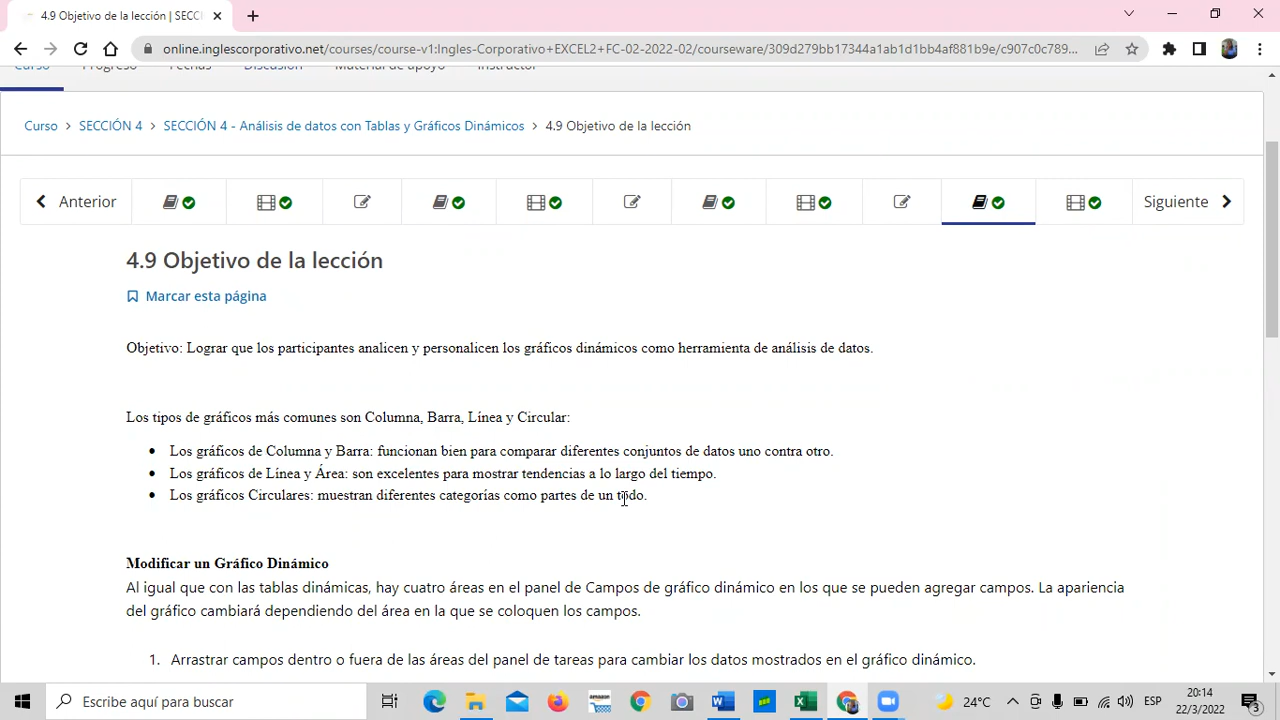 4.9 Objetivo de la lección | SECC
online.inglescorporativo.net/courses/course-v1:Ingles-Corporativo+EXCEL2+FC-02-2022-02/courseware/309d279bb17344a1ab1d1bb4af881b9e/c907c0c789...
Curso Progreso Fechas Discusión Material de apoyo Instructor
Curso > SECCIÓN 4 > SECCIÓN 4 - Análisis de datos con Tablas y Gráficos Dinámicos > 4.9 Objetivo de la lección
Anterior Siguiente
4.9 Objetivo de la lección
Marcar esta página
Objetivo: Lograr que los participantes analicen y personalicen los gráficos dinámicos como herramienta de análisis de datos.
Los tipos de gráficos más comunes son Columna, Barra, Línea y Circular:
• Los gráficos de Columna y Barra: funcionan bien para comparar diferentes conjuntos de datos uno contra otro.
• Los gráficos de Línea y Área: son excelentes para mostrar tendencias a lo largo del tiempo.
• Los gráficos Circulares: muestran diferentes categorías como partes de un todo.
Modificar un Gráfico Dinámico
Al igual que con las tablas dinámicas, hay cuatro áreas en el panel de Campos de gráfico dinámico en los que se pueden agregar campos. La apariencia
del gráfico cambiará dependiendo del área en la que se coloquen los campos.
1. Arrastrar campos dentro o fuera de las áreas del panel de tareas para cambiar los datos mostrados en el gráfico dinámico.
Escribe aquí para buscar
24°C
ESP
20:14
22/3/2022
3